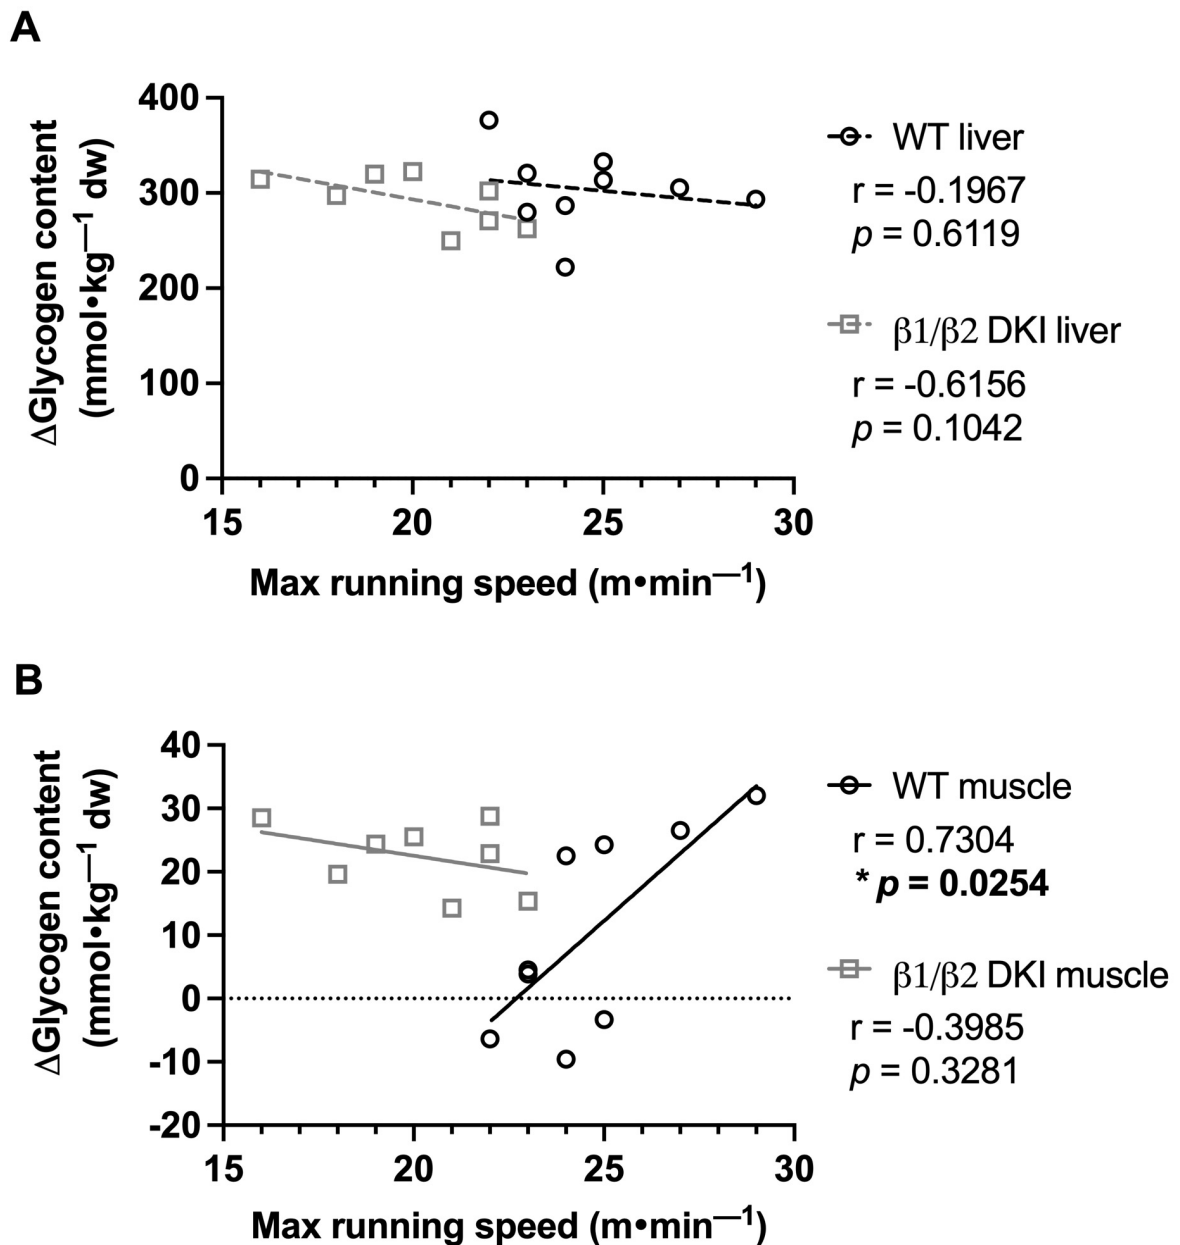 A
400
300
200
100
0
15 20 25 30
ΔGlycogen content
(mmol•kg—1 dw)
Max running speed (m•min—1)
WT liver
r = -0.1967
p = 0.6119
β1/β2 DKI liver
r = -0.6156
p = 0.1042
B
40
30
20
10
0
-10
-20
15 20 25 30
ΔGlycogen content
(mmol•kg—1 dw)
Max running speed (m•min—1)
WT muscle
r = 0.7304
* p = 0.0254
β1/β2 DKI muscle
r = -0.3985
p = 0.3281